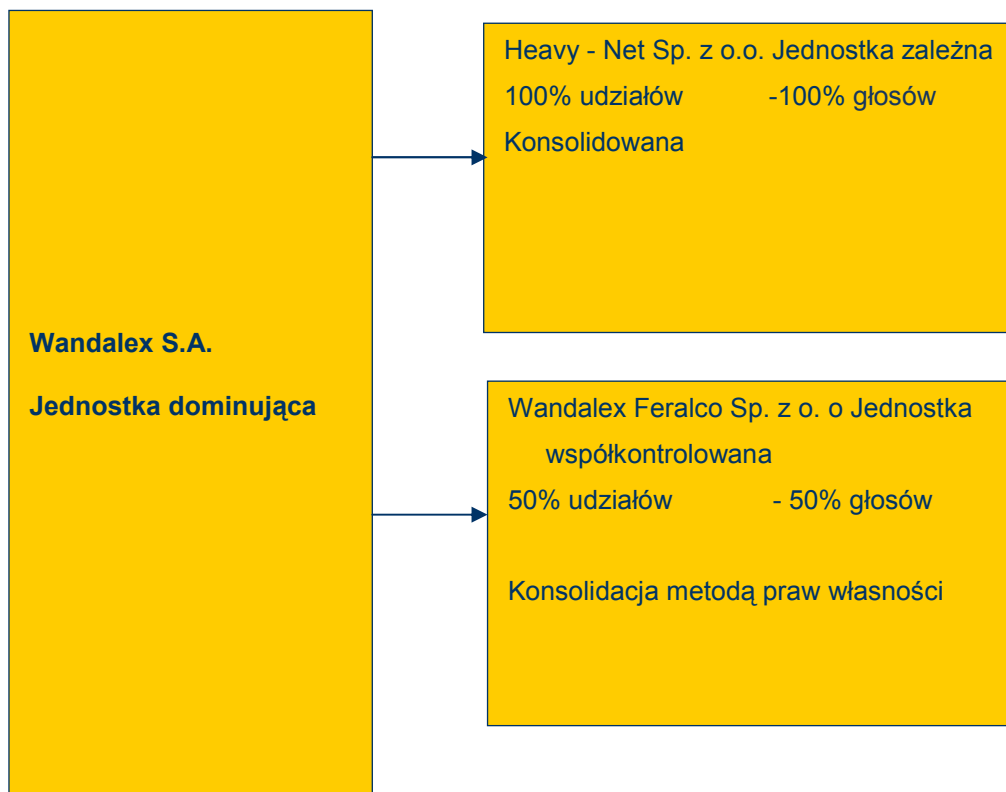 Wandalex S.A.
Jednostka dominująca
Heavy - Net Sp. z o.o. Jednostka zależna
100% udziałów -100% głosów
Konsolidowana
Wandalex Feralco Sp. z o. o Jednostka
współkontrolowana
50% udziałów - 50% głosów
Konsolidacja metodą praw własności